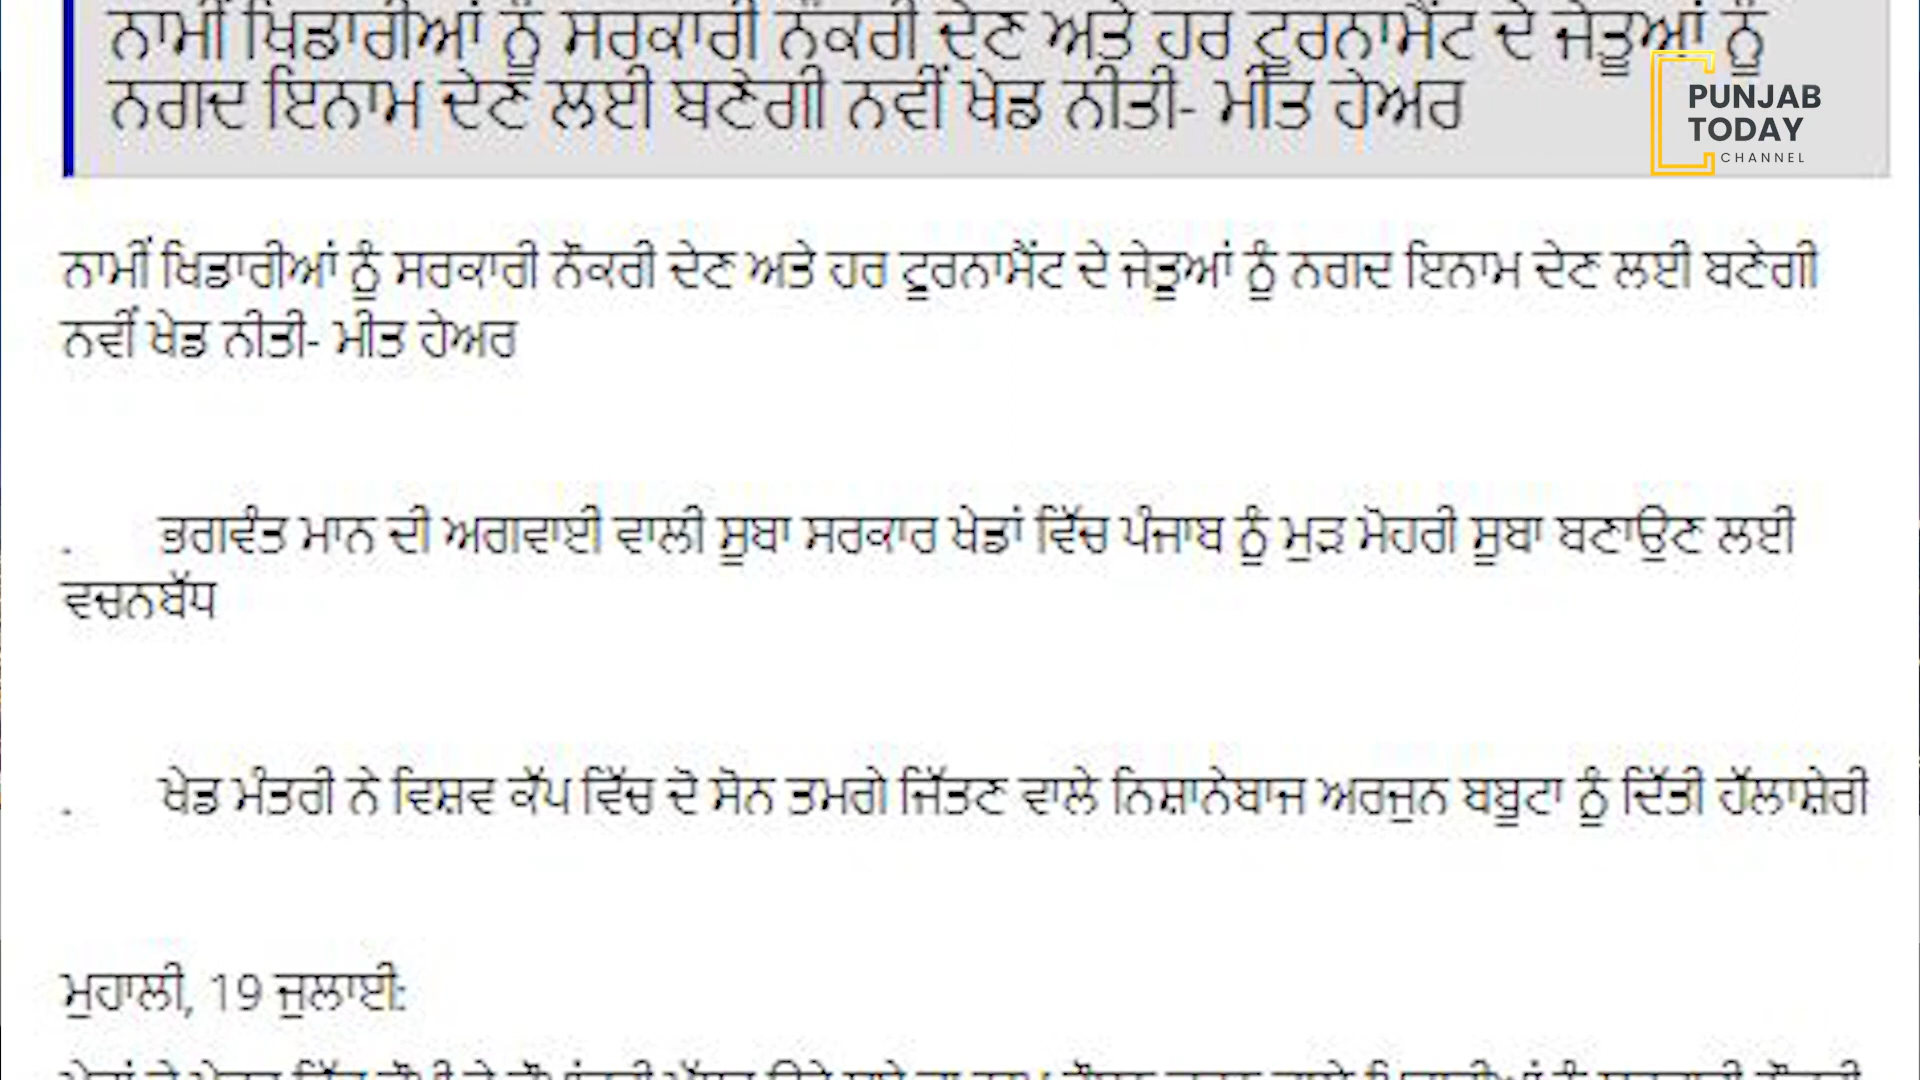 ਨਾਮੀਂ ਖਿਡਾਰੀਆਂ ਨੂੰ ਸਰਕਾਰੀ ਨੌਕਰੀ ਦੇਣ ਅਤੇ ਹਰ ਟੂਰਨਾਮੈਂਟ ਦੇ ਜੇਤੂਆਂ ਨੂੰ
ਨਗਦ ਇਨਾਮ ਦੇਣ ਲਈ ਬਣੇਗੀ ਨਵੀਂ ਖੇਡ ਨੀਤੀ- ਮੀਤ ਹੇਅਰ
PUNJAB
TODAY
CHANNEL
ਨਾਮੀਂ ਖਿਡਾਰੀਆਂ ਨੂੰ ਸਰਕਾਰੀ ਨੌਕਰੀ ਦੇਣ ਅਤੇ ਹਰ ਟੂਰਨਾਮੈਂਟ ਦੇ ਜੇਤੂਆਂ ਨੂੰ ਨਗਦ ਇਨਾਮ ਦੇਣ ਲਈ ਬਣੇਗੀ
ਨਵੀਂ ਖੇਡ ਨੀਤੀ- ਮੀਤ ਹੇਅਰ
. ਭਗਵੰਤ ਮਾਨ ਦੀ ਅਗਵਾਈ ਵਾਲੀ ਸੂਬਾ ਸਰਕਾਰ ਖੇਡਾਂ ਵਿੱਚ ਪੰਜਾਬ ਨੂੰ ਮੁੜ ਮੋਹਰੀ ਸੂਬਾ ਬਣਾਉਣ ਲਈ
ਵਚਨਬੱਧ
. ਖੇਡ ਮੰਤਰੀ ਨੇ ਵਿਸ਼ਵ ਕੱਪ ਵਿੱਚ ਦੋ ਸੋਨ ਤਮਗੇ ਜਿੱਤਣ ਵਾਲੇ ਨਿਸ਼ਾਨੇਬਾਜ ਅਰਜੁਨ ਬਬੂਟਾ ਨੂੰ ਦਿੱਤੀ ਹੱਲਾਸ਼ੇਰੀ
ਮੁਹਾਲੀ, 19 ਜੁਲਾਈ: